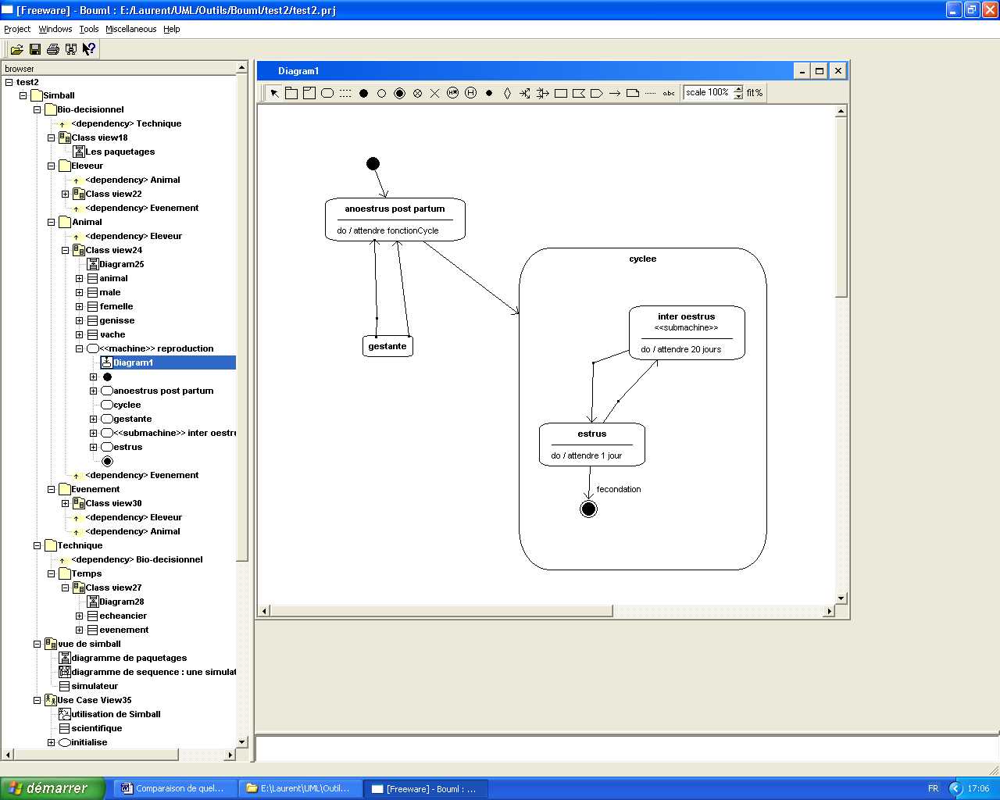 [Freeware] - Bouml : E:/Laurent/UML/Outils/Bouml/test2/test2.prj
Project Windows Tools Miscellaneous Help
browser
test2
Simball
Bio-decisionnel
<dependency> Technique
Class view18
Les paquetages
Eleveur
<dependency> Animal
Class view22
<dependency> Evenement
Animal
<dependency> Eleveur
Class view24
Diagram25
animal
male
femelle
genisse
vache
<<machine>> reproduction
Diagram1
anoestrus post partum
cyclee
gestante
<<submachine>> inter oestru
estrus
<dependency> Evenement
Evenement
Class view30
<dependency> Eleveur
<dependency> Animal
Technique
<dependency> Bio-decisionnel
Temps
Class view27
Diagram28
echeancier
evenement
vue de simball
diagramme de paquetages
diagramme de sequence : une simulat
simulateur
Use Case View35
utilisation de Simball
scientifique
initialise
Diagram1
H* H abc scale 100% fit%
anoestrus post partum
do / attendre fonctionCycle
gestante
cyclee
inter oestrus
<<submachine>>
do / attendre 20 jours
estrus
do / attendre 1 jour
fecondation
démarrer Comparaison de quel... E:\Laurent\UML\Outil... [Freeware] - Bouml : ... FR 17:06